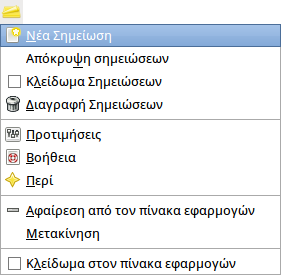 Νέα Σημείωση
Απόκρυψη σημειώσεων
Κλείδωμα Σημειώσεων
Διαγραφή Σημειώσεων
Προτιμήσεις
Βοήθεια
Περί
Αφαίρεση από τον πίνακα εφαρμογών
Μετακίνηση
Κλείδωμα στον πίνακα εφαρμογών